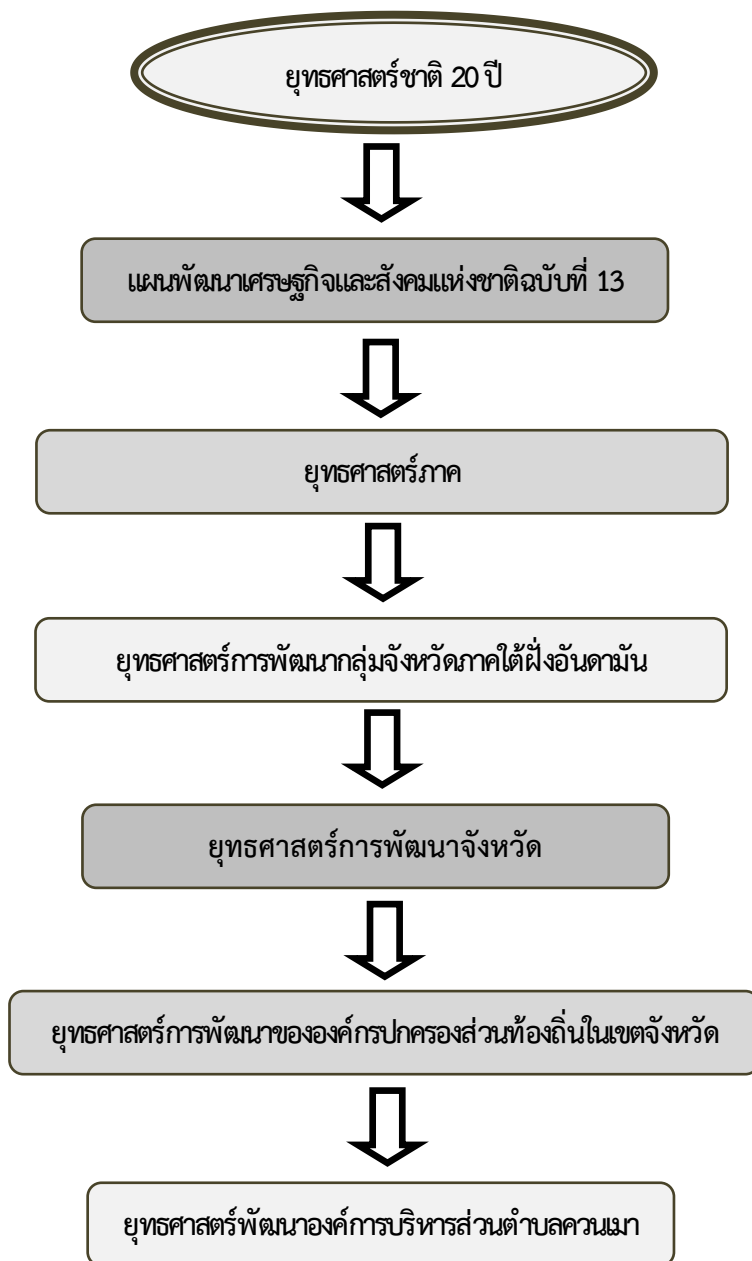 ยุทธศาสตร์ชาติ 20 ปี
แผนพัฒนาเศรษฐกิจและสังคมแห่งชาติฉบับที่ 13
ยุทธศาสตร์ภาค
ยุทธศาสตร์การพัฒนากลุ่มจังหวัดภาคใต้ฝั่งอันดามัน
ยุทธศาสตร์การพัฒนาจังหวัด
ยุทธศาสตร์การพัฒนาขององค์กรปกครองส่วนท้องถิ่นในเขตจังหวัด
ยุทธศาสตร์พัฒนาองค์การบริหารส่วนตำบลควนเมา